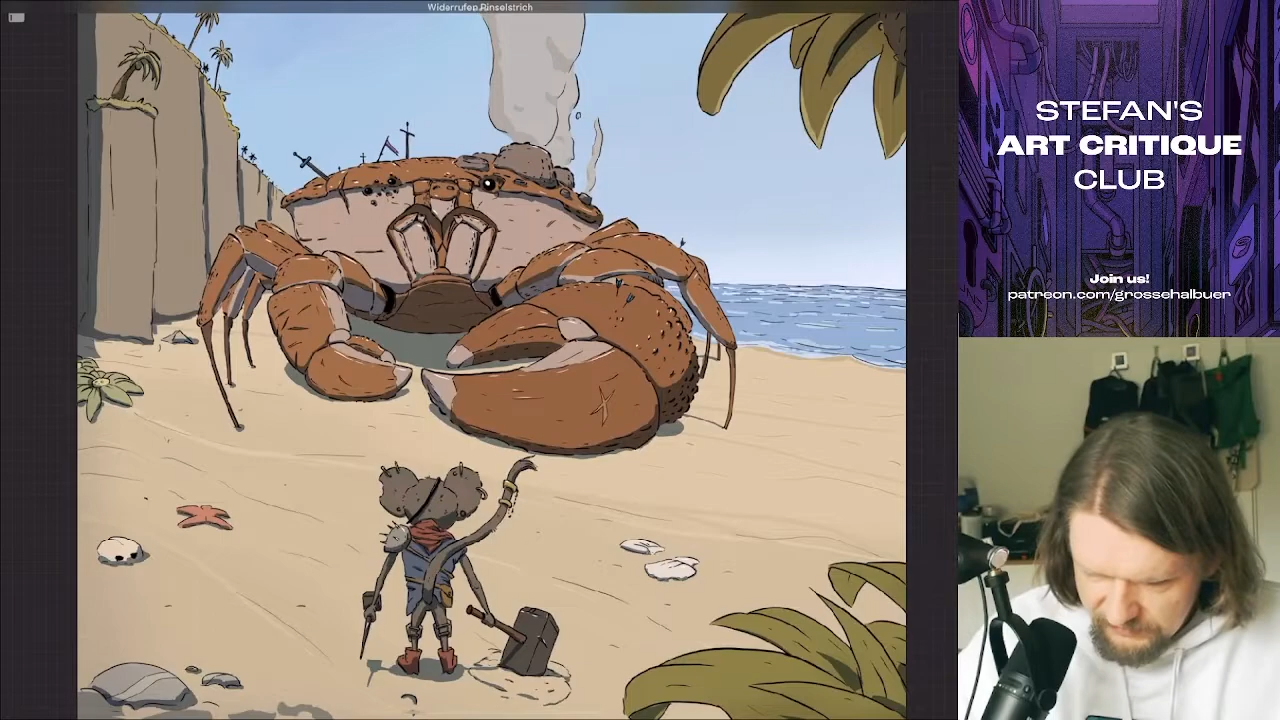 Widerrufen Pinselstrich
STEFAN'S
ART CRITIQUE
CLUB
Join us!
patreon.com/grossehalbuer